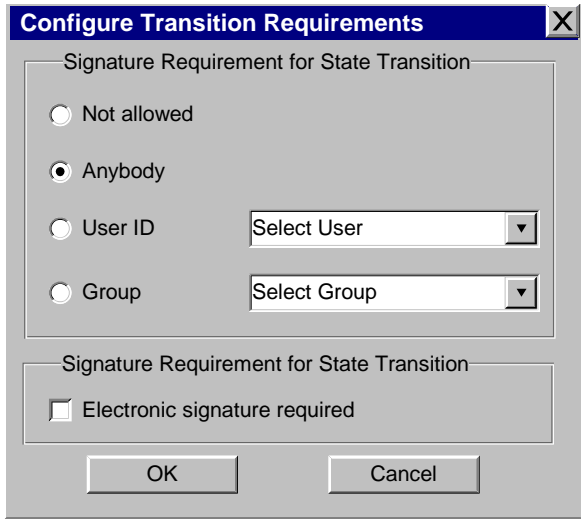 Configure Transition Requirements
Signature Requirement for State Transition
Not allowed
Anybody
User ID Select User
Group Select Group
Signature Requirement for State Transition
Electronic signature required
OK Cancel